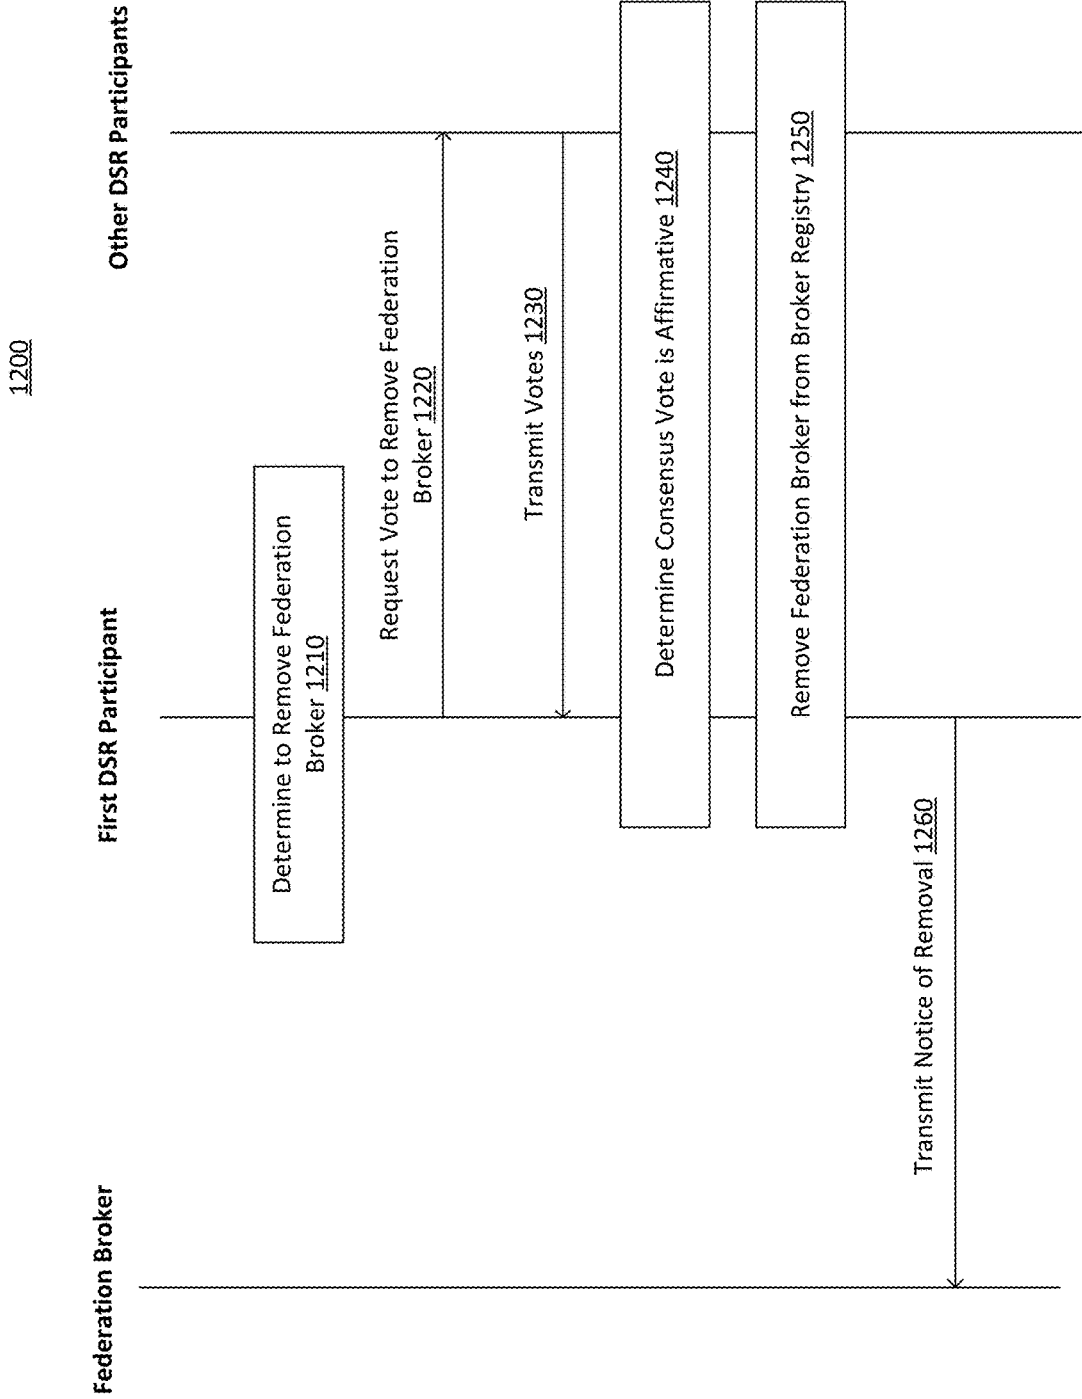 1200
Federation Broker
First DSR Participant
Other DSR Participants
Determine to Remove Federation
Broker 1210
Request Vote to Remove Federation
Broker 1220
Transmit Votes 1230
Determine Consensus Vote is Affirmative 1240
Remove Federation Broker from Broker Registry 1250
Transmit Notice of Removal 1260